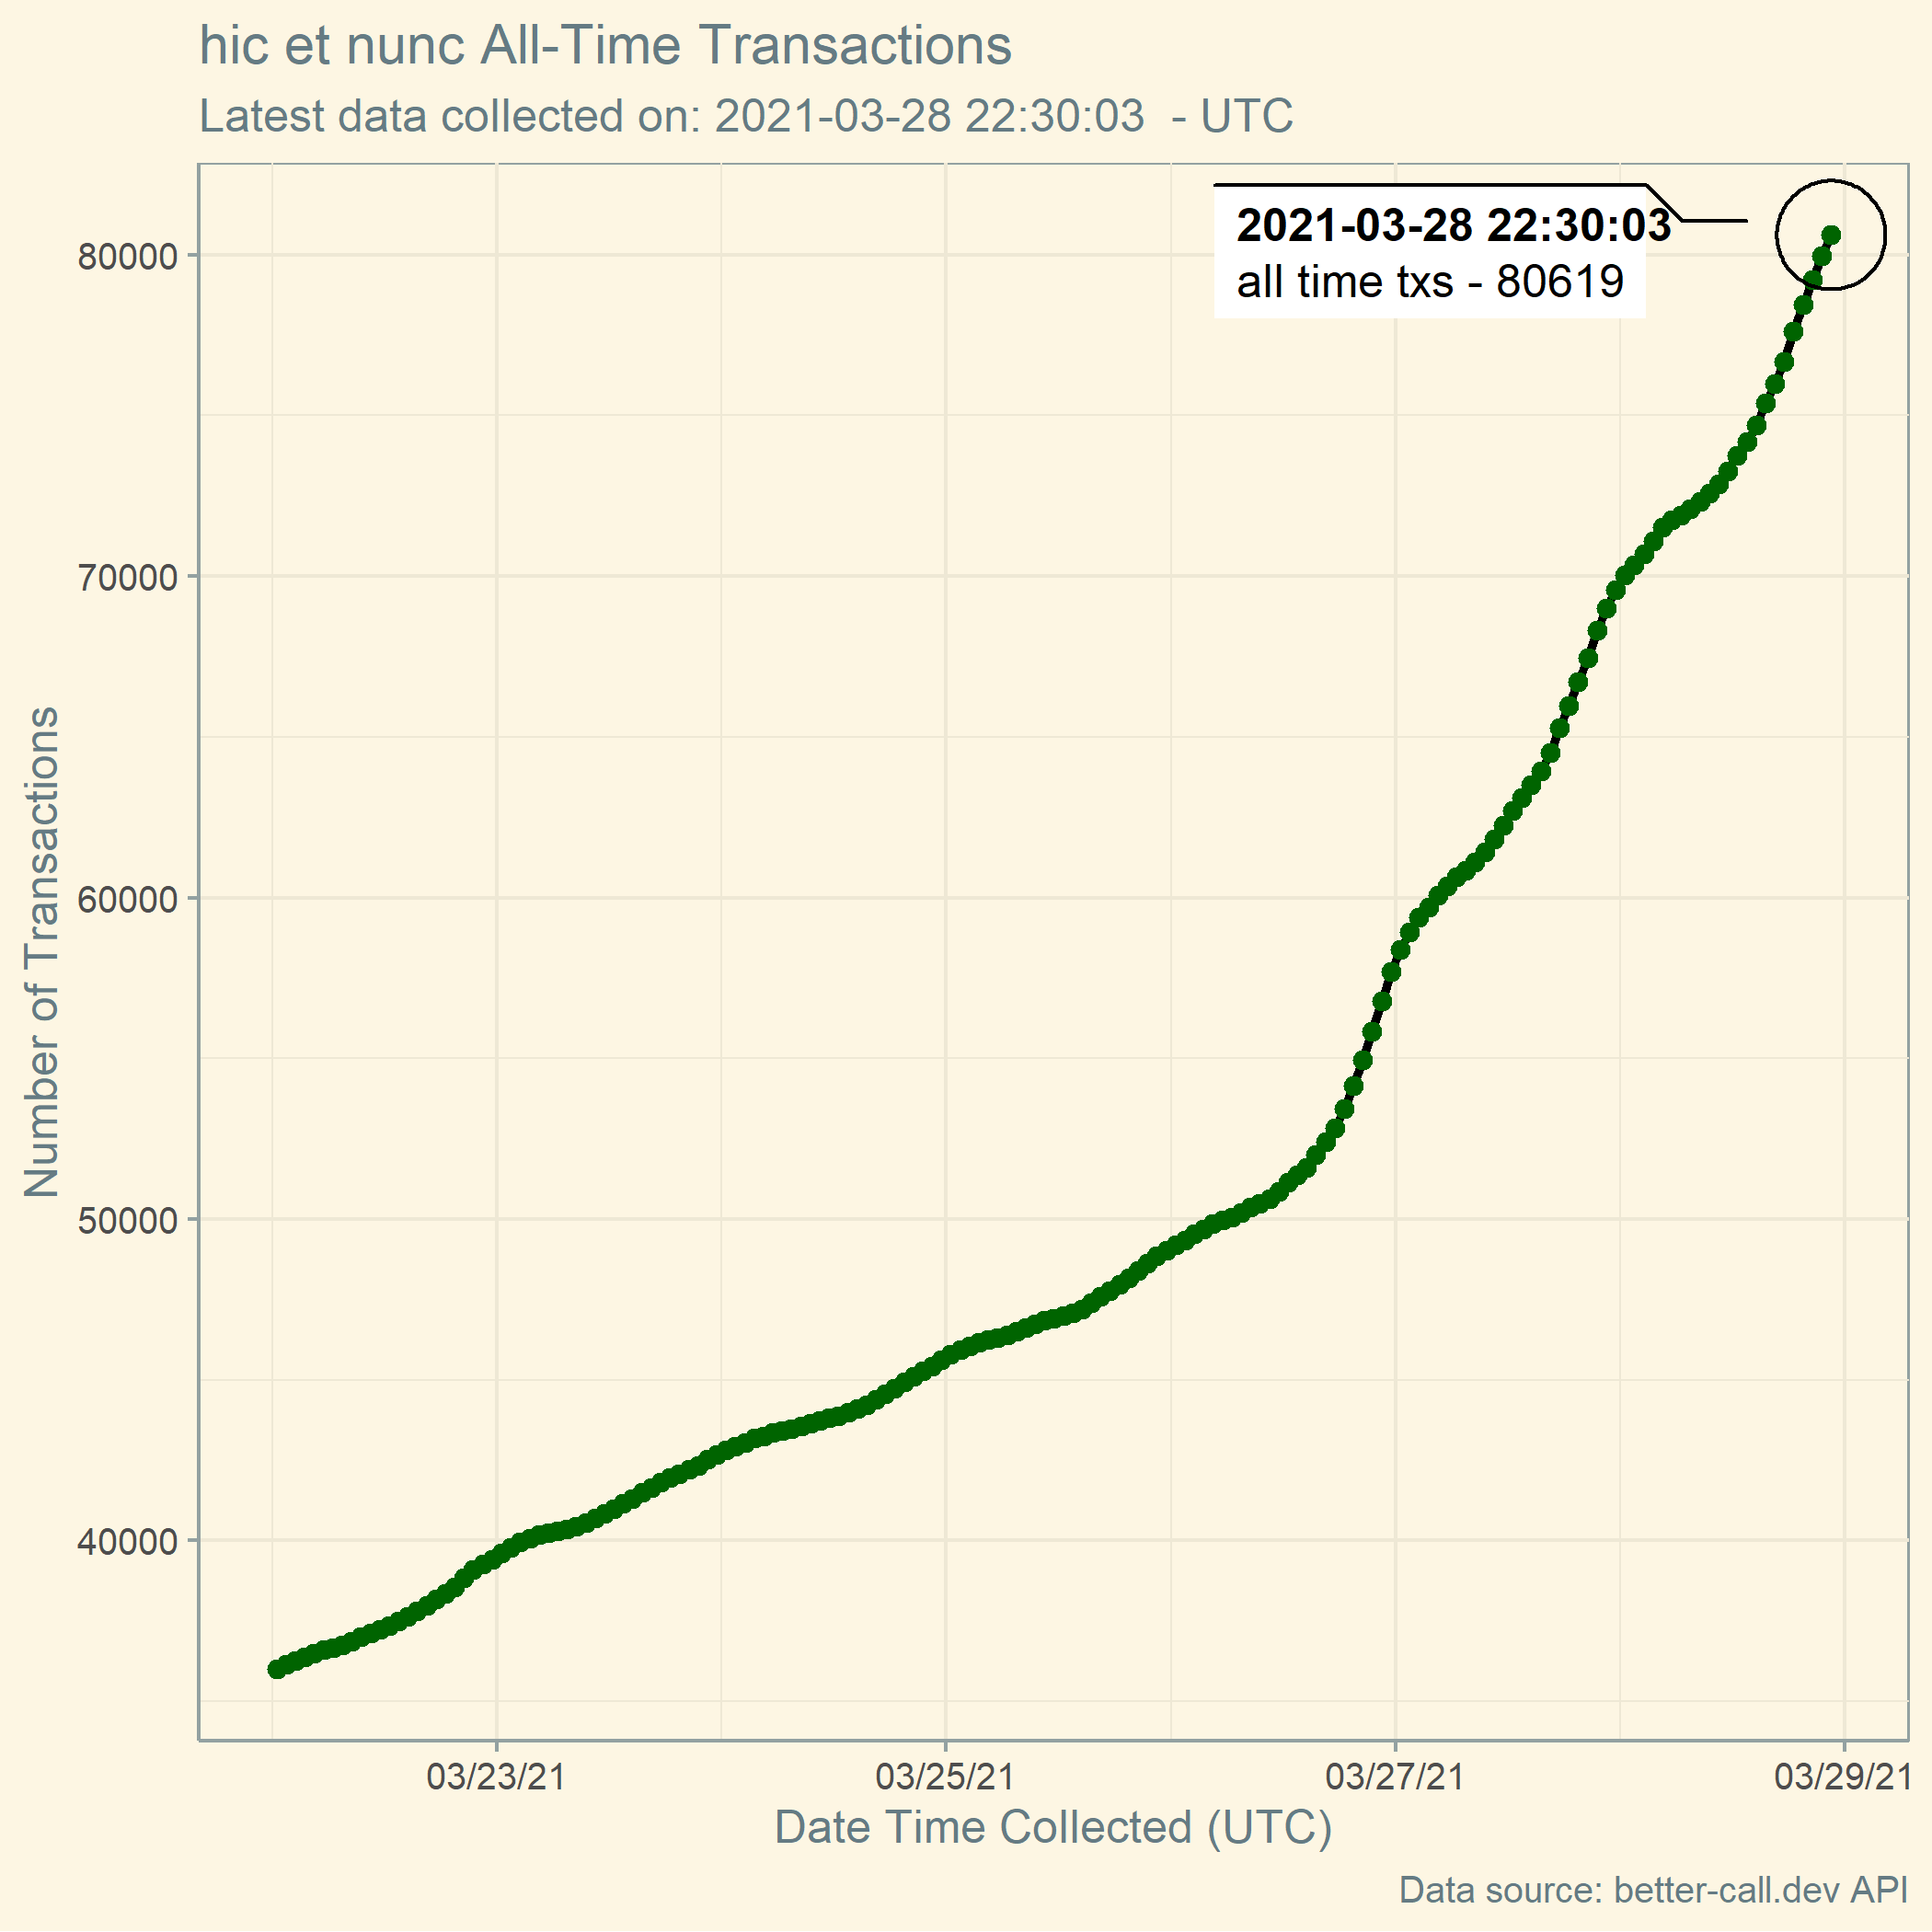 hic et nunc All-Time Transactions
Latest data collected on: 2021-03-28 22:30:03  - UTC
2021-03-28 22:30:03
all time txs - 80619
80000
70000
60000
50000
40000
Number of Transactions
03/23/21
03/25/21
03/27/21
03/29/21
Date Time Collected (UTC)
Data source: better-call.dev API